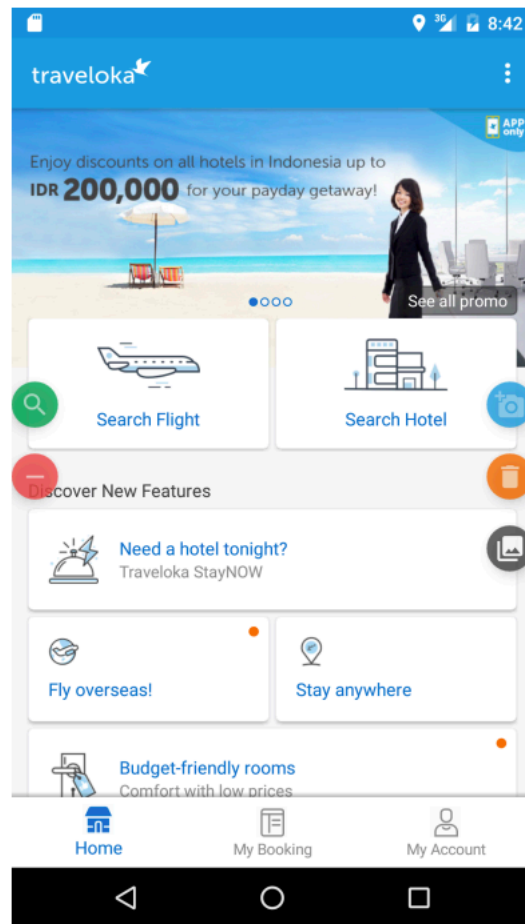 3G 8:42
traveloka
APP
only
Enjoy discounts on all hotels in Indonesia up to
IDR 200,000 for your payday getaway!
See all promo
Search Flight
Search Hotel
Discover New Features
Need a hotel tonight?
Traveloka StayNOW
Fly overseas!
Stay anywhere
Budget-friendly rooms
Comfort with low prices
Home
My Booking
My Account